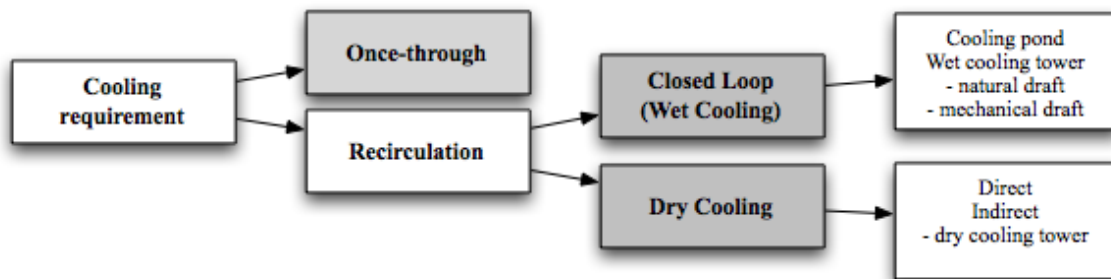 Cooling
requirement
Once-through
Recirculation
Closed Loop
(Wet Cooling)
Dry Cooling
Cooling pond
Wet cooling tower
- natural draft
- mechanical draft
Direct
Indirect
- dry cooling tower